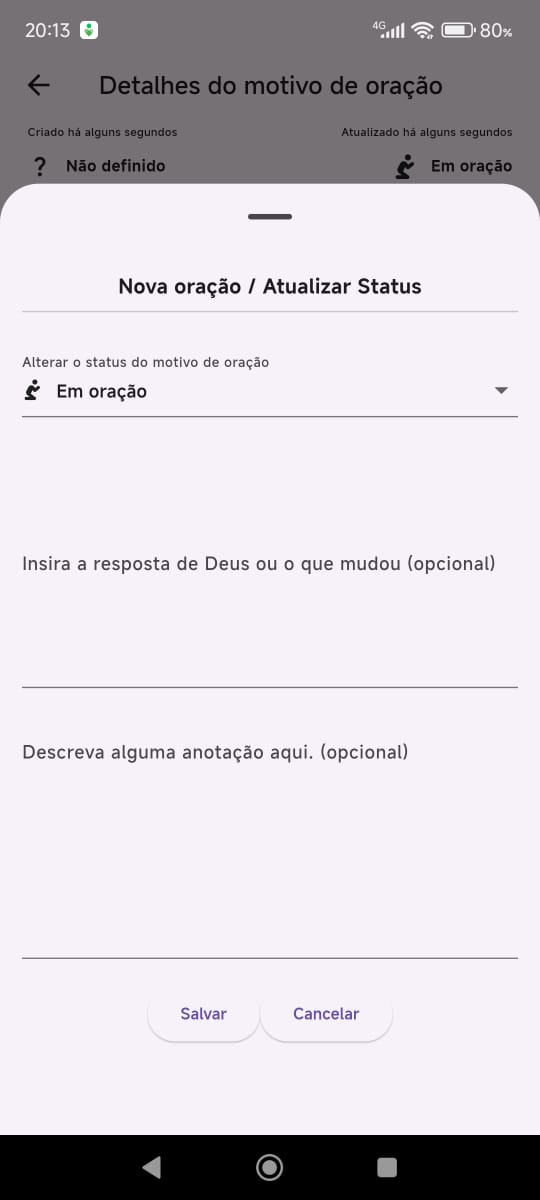 20:13
4G
80%
Detalhes do motivo de oração
Criado há alguns segundos
Atualizado há alguns segundos
? Não definido
Em oração
Nova oração / Atualizar Status
Alterar o status do motivo de oração
Em oração
Insira a resposta de Deus ou o que mudou (opcional)
Descreva alguma anotação aqui. (opcional)
Salvar
Cancelar